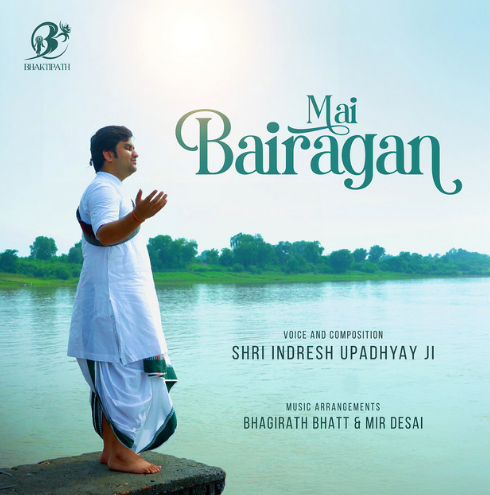 BHAKTIPATH
Mai
Bairagan
VOICE AND COMPOSITION
SHRI INDRESH UPADHYAY JI
MUSIC ARRANGEMENTS
BHAGIRATH BHATT & MIR DESAI